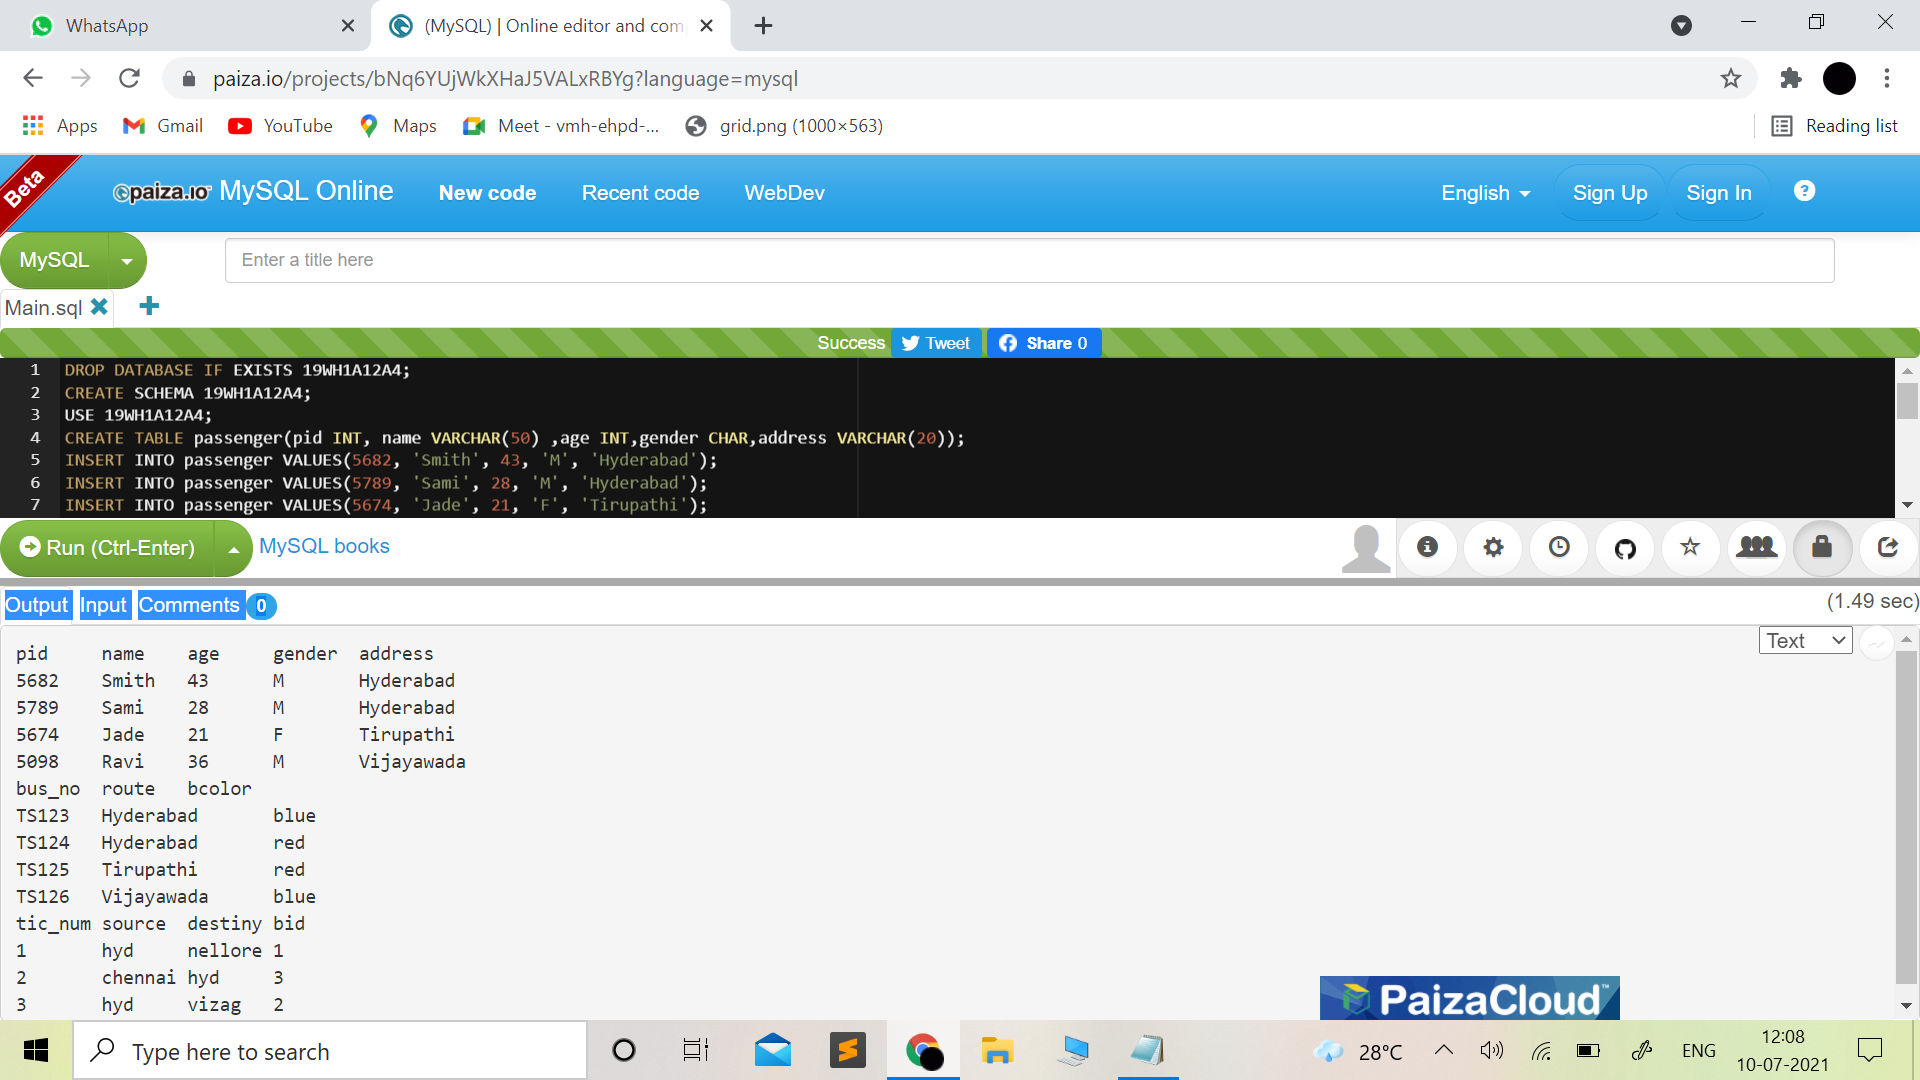 WhatsApp
(MySQL) | Online editor and com
paiza.io/projects/bNq6YUjWkXHaJ5VALxRBYg?language=mysql
Apps Gmail YouTube Maps Meet - vmh-ehpd-... grid.png (1000×563) Reading list
Beta
paiza.IO MySQL Online New code Recent code WebDev English Sign Up Sign In ?
MySQL Enter a title here
Main.sql
Success Tweet Share 0
1 DROP DATABASE IF EXISTS 19WH1A12A4;
2 CREATE SCHEMA 19WH1A12A4;
3 USE 19WH1A12A4;
4 CREATE TABLE passenger(pid INT, name VARCHAR(50) ,age INT,gender CHAR,address VARCHAR(20));
5 INSERT INTO passenger VALUES(5682, 'Smith', 43, 'M', 'Hyderabad');
6 INSERT INTO passenger VALUES(5789, 'Sami', 28, 'M', 'Hyderabad');
7 INSERT INTO passenger VALUES(5674, 'Jade', 21, 'F', 'Tirupathi');
Run (Ctrl-Enter) MySQL books
Output Input Comments 0 (1.49 sec)
Text
pid name age gender address
5682 Smith 43 M Hyderabad
5789 Sami 28 M Hyderabad
5674 Jade 21 F Tirupathi
5098 Ravi 36 M Vijayawada
bus_no route bcolor
TS123 Hyderabad blue
TS124 Hyderabad red
TS125 Tirupathi red
TS126 Vijayawada blue
tic_num source destiny bid
1 hyd nellore 1
2 chennai hyd 3
3 hyd vizag 2
PaizaCloud™
Type here to search 28°C ENG 12:08
10-07-2021